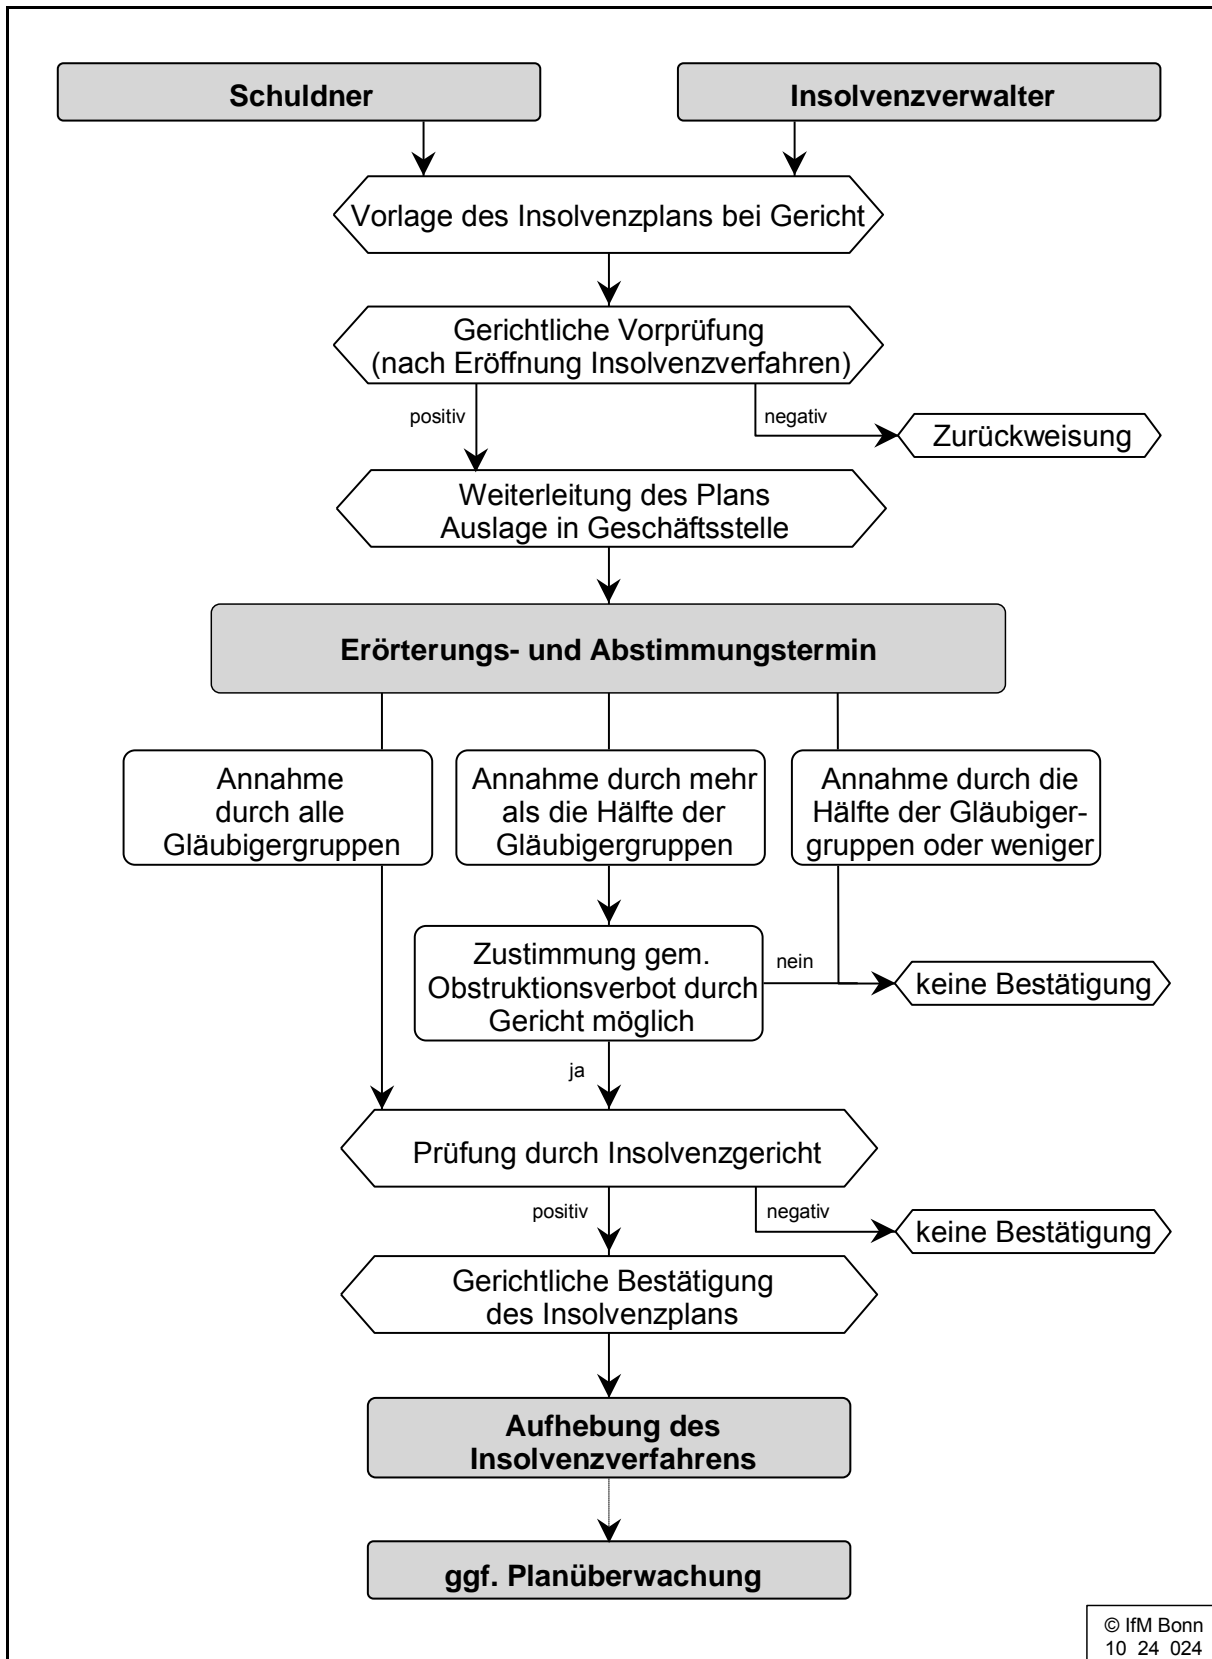 Schuldner
Insolvenzverwalter
Vorlage des Insolvenzplans bei Gericht
Gerichtliche Vorprüfung
(nach Eröffnung Insolvenzverfahren)
positiv
negativ
Zurückweisung
Weiterleitung des Plans
Auslage in Geschäftsstelle
Erörterungs- und Abstimmungstermin
Annahme
durch alle
Gläubigergruppen
Annahme durch mehr
als die Hälfte der
Gläubigergruppen
Annahme durch die
Hälfte der Gläubiger-
gruppen oder weniger
Zustimmung gem.
Obstruktionsverbot durch
Gericht möglich
nein
keine Bestätigung
ja
Prüfung durch Insolvenzgericht
positiv
negativ
keine Bestätigung
Gerichtliche Bestätigung
des Insolvenzplans
Aufhebung des
Insolvenzverfahrens
ggf. Planüberwachung
© IfM Bonn
10 24 024